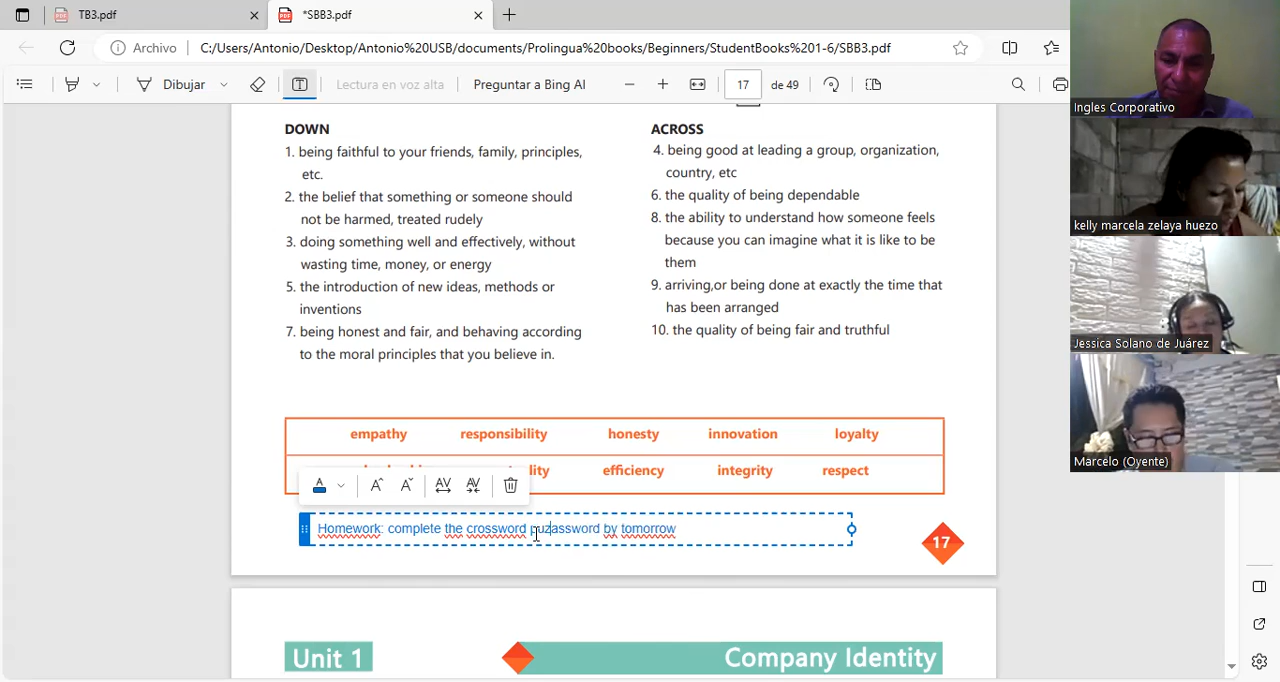 TB3.pdf
*SBB3.pdf
Archivo
C:/Users/Antonio/Desktop/Antonio%20USB/documents/Prolingua%20books/Beginners/StudentBooks%201-6/SBB3.pdf
Dibujar
Lectura en voz alta
Preguntar a Bing AI
17
de 49
DOWN
1. being faithful to your friends, family, principles,
etc.
2. the belief that something or someone should
not be harmed, treated rudely
3. doing something well and effectively, without
wasting time, money, or energy
5. the introduction of new ideas, methods or
inventions
7. being honest and fair, and behaving according
to the moral principles that you believe in.
ACROSS
4. being good at leading a group, organization,
country, etc
6. the quality of being dependable
8. the ability to understand how someone feels
because you can imagine what it is like to be
them
9. arriving,or being done at exactly the time that
has been arranged
10. the quality of being fair and truthful
empathy responsibility honesty innovation loyalty
efficiency integrity respect
Homework: complete the crossword puzassword by tomorrow
17
Unit 1
Company Identity
Ingles Corporativo
kelly marcela zelaya huezo
Jessica Solano de Juárez
Marcelo (Oyente)